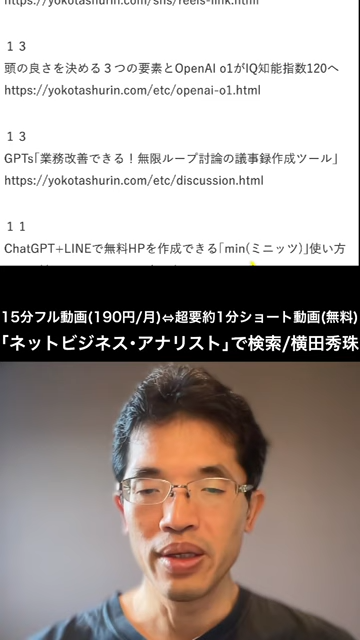 https://yokotashurin.com/sns/reels-link.html
１３
頭の良さを決める３つの要素とOpenAI o1がIQ知能指数120へ
https://yokotashurin.com/etc/openai-o1.html
１３
GPTs｢業務改善できる！無限ループ討論の議事録作成ツール｣
https://yokotashurin.com/etc/discussion.html
１１
ChatGPT+LINEで無料HPを作成できる｢min(ミニッツ)｣使い方
15分フル動画(190円/月)⇔超要約1分ショート動画(無料)
｢ネットビジネス･アナリスト｣で検索/横田秀珠